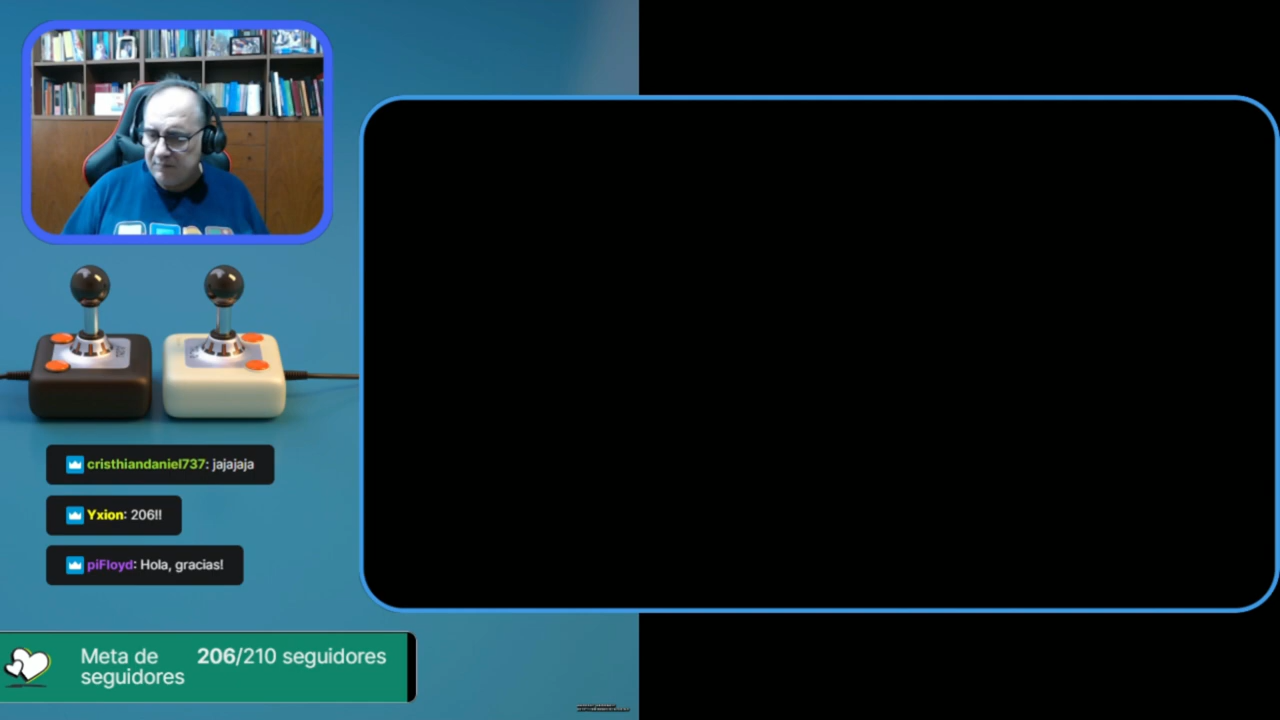 cristhiandaniel737: jajajaja
Yxion: 206!!
piFloyd: Hola, gracias!
Meta de seguidores
206/210 seguidores